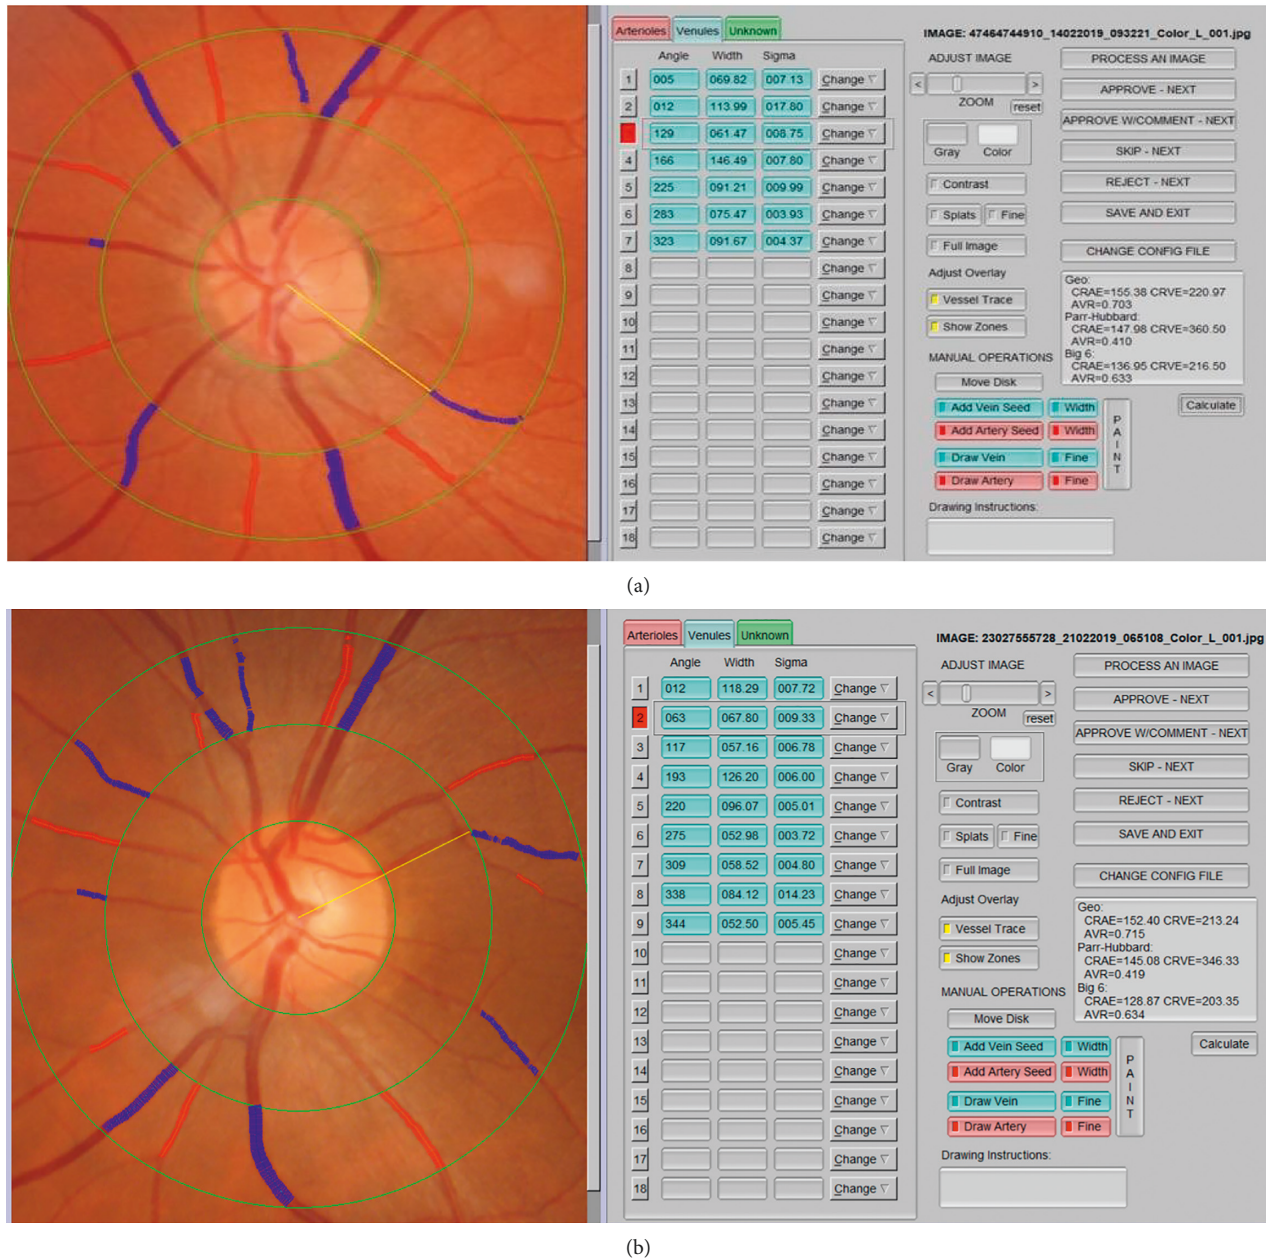 Arterioles Venules Unknown
IMAGE: 47464744910_14022019_093221_Color_L_001.jpg
Angle Width Sigma
1 005 069.82 007.13 Change
2 012 113.99 017.80 Change
129 061.47 008.75 Change
4 166 146.49 007.80 Change
5 225 091.21 009.99 Change
6 283 075.47 003.93 Change
7 323 091.67 004.37 Change
8 Change
9 Change
10 Change
11 Change
12 Change
13 Change
14 Change
15 Change
16 Change
17 Change
18 Change
ADJUST IMAGE
< >
ZOOM reset
Gray Color
Contrast
Splats Fine
Full Image
Adjust Overlay
Vessel Trace
Show Zones
MANUAL OPERATIONS
Move Disk
Add Vein Seed Width
Add Artery Seed Width
Draw Vein Fine
Draw Artery Fine
PAINT
Drawing Instructions:
PROCESS AN IMAGE
APPROVE - NEXT
APPROVE W/COMMENT - NEXT
SKIP - NEXT
REJECT - NEXT
SAVE AND EXIT
CHANGE CONFIG FILE
Geo:
CRAE=155.38 CRVE=220.97
AVR=0.703
Parr-Hubbard:
CRAE=147.98 CRVE=360.50
AVR=0.410
Big 6:
CRAE=136.95 CRVE=216.50
AVR=0.633
Calculate
(a)
Arterioles Venules Unknown
IMAGE: 23027555728_21022019_065108_Color_L_001.jpg
Angle Width Sigma
1 012 118.29 007.72 Change
2 063 067.80 009.33 Change
3 117 057.16 006.78 Change
4 193 126.20 006.00 Change
5 220 096.07 005.01 Change
6 275 052.98 003.72 Change
7 309 058.52 004.80 Change
8 338 084.12 014.23 Change
9 344 052.50 005.45 Change
10 Change
11 Change
12 Change
13 Change
14 Change
15 Change
16 Change
17 Change
18 Change
ADJUST IMAGE
< >
ZOOM reset
Gray Color
Contrast
Splats Fine
Full Image
Adjust Overlay
Vessel Trace
Show Zones
MANUAL OPERATIONS
Move Disk
Add Vein Seed Width
Add Artery Seed Width
Draw Vein Fine
Draw Artery Fine
PAINT
Drawing Instructions:
PROCESS AN IMAGE
APPROVE - NEXT
APPROVE W/COMMENT - NEXT
SKIP - NEXT
REJECT - NEXT
SAVE AND EXIT
CHANGE CONFIG FILE
Geo:
CRAE=152.40 CRVE=213.24
AVR=0.715
Parr-Hubbard:
CRAE=145.08 CRVE=346.33
AVR=0.419
Big 6:
CRAE=128.87 CRVE=203.35
AVR=0.634
Calculate
(b)